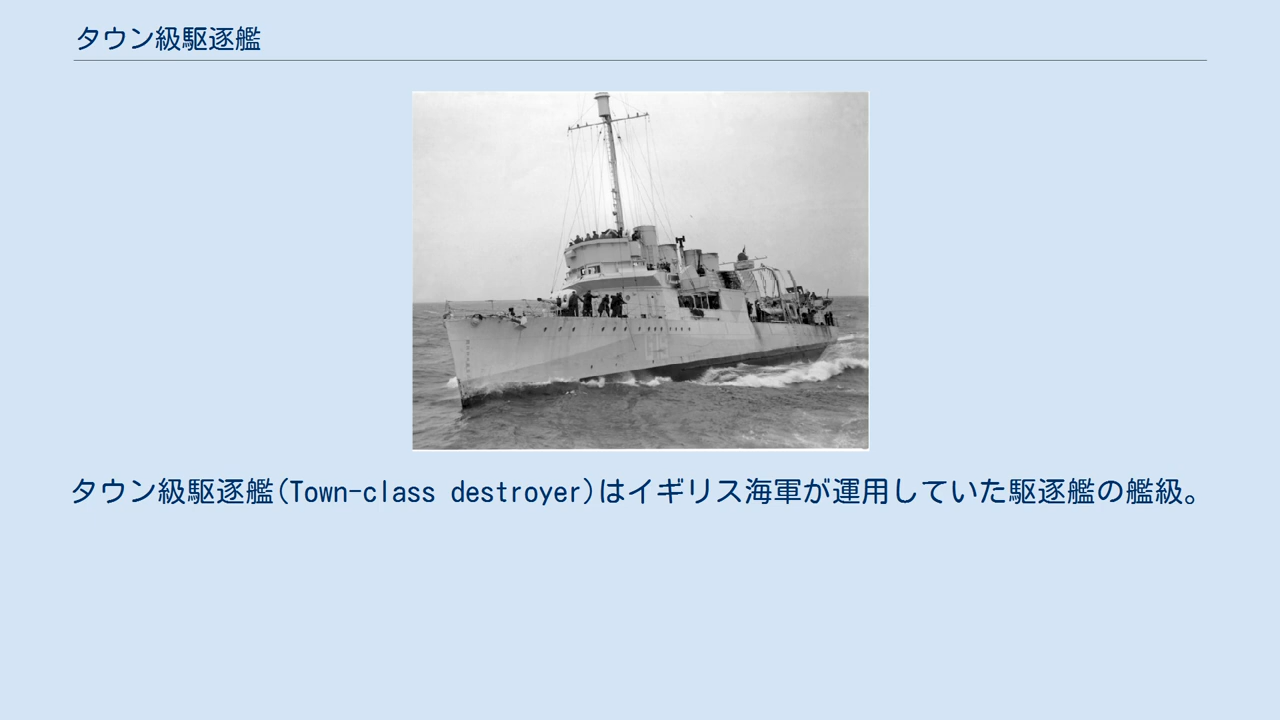 タウン級駆逐艦
タウン級駆逐艦(Town-class destroyer)はイギリス海軍が運用していた駆逐艦の艦級。